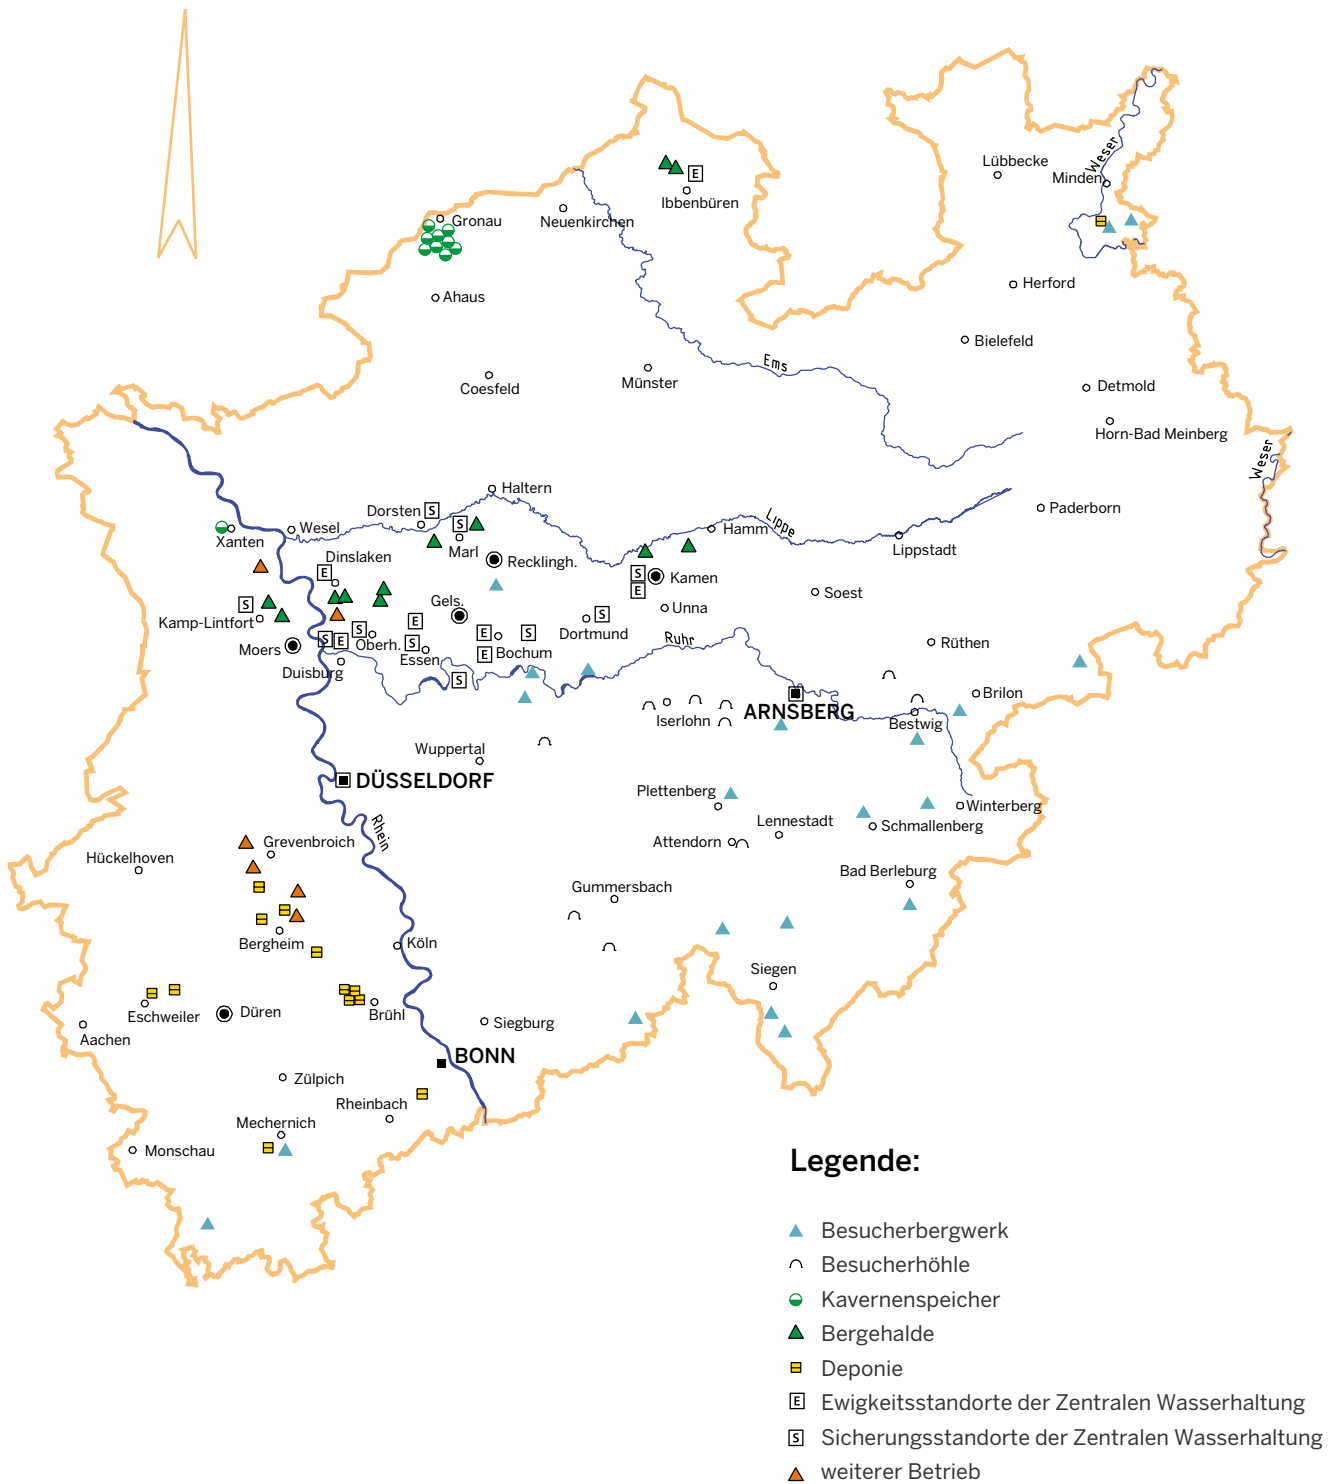 Lübbecke
Weser
Minden
Ibbenbüren
Gronau
Neuenkirchen
Herford
Ahaus
Bielefeld
Ems
Münster
Coesfeld
Detmold
Horn-Bad Meinberg
Weser
Haltern
Dorsten
S
Paderborn
Xanten
Wesel
S
Marl
Hamm
Lippe
Lippstadt
Dinslaken
E
Recklingh.
S
E
Kamen
Soest
S
Kamp-Lintfort
Gels.
Unna
E
S
Dortmund
Ruhr
Rüthen
Moers
S
E
S
Oberh.
S
Essen
E
S
E
Bochum
Duisburg
S
Brilon
Iserlohn
ARNSBERG
Bestwig
Wuppertal
DÜSSELDORF
Plettenberg
Winterberg
Rhein
Lennestadt
Schmallenberg
Grevenbroich
Attendorn
Hückelhoven
Bad Berleburg
Gummersbach
Bergheim
Köln
Siegen
Eschweiler
Düren
Brühl
Siegburg
Aachen
BONN
Zülpich
Rheinbach
Mechernich
Monschau
E
Legende:
Besucherbergwerk
Besucherhöhle
Kavernenspeicher
Bergehalde
Deponie
E Ewigkeitsstandorte der Zentralen Wasserhaltung
S Sicherungsstandorte der Zentralen Wasserhaltung
weiterer Betrieb